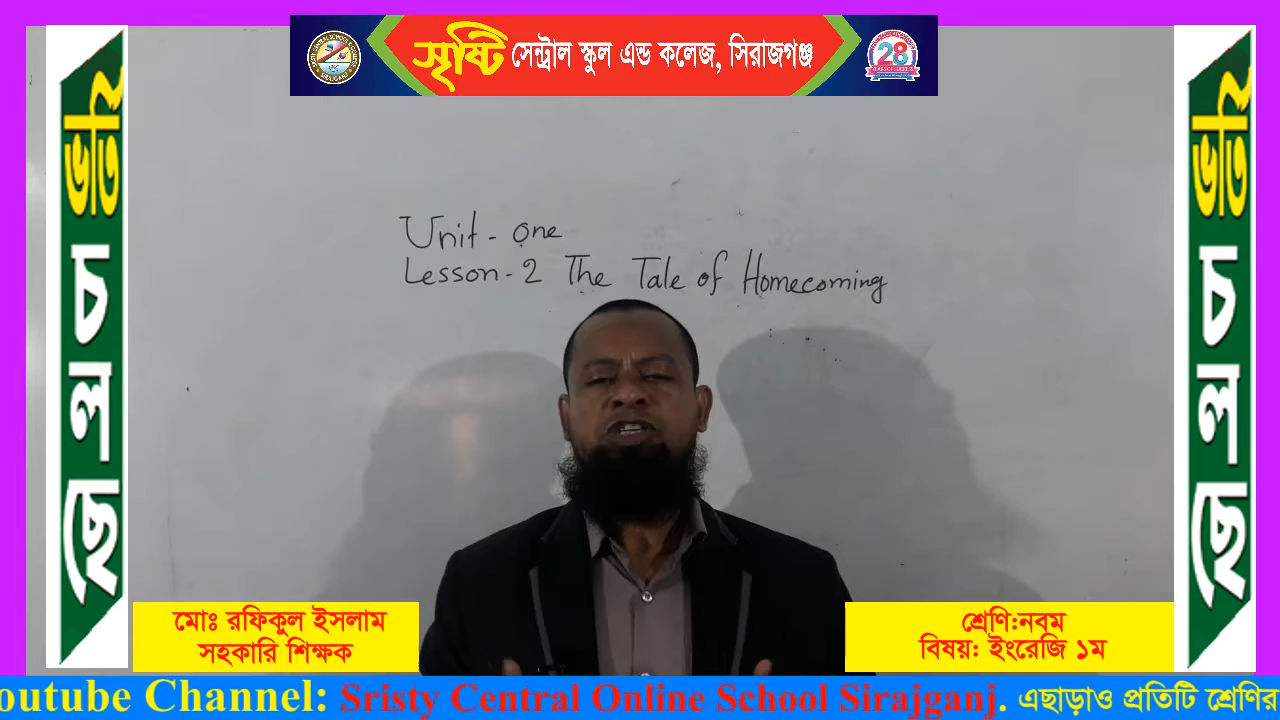 সৃষ্টি সেন্ট্রাল স্কুল এন্ড কলেজ, সিরাজগঞ্জ
28
ভর্তি চলছে
ভর্তি চলছে
Unit - one
Lesson - 2 The Tale of Homecoming
মোঃ রফিকুল ইসলাম
সহকারি শিক্ষক
শ্রেণি:নবম
বিষয়: ইংরেজি ১ম
outube Channel: Sristy Central Online School Sirajganj. এছাড়াও প্রতিটি শ্রেণির